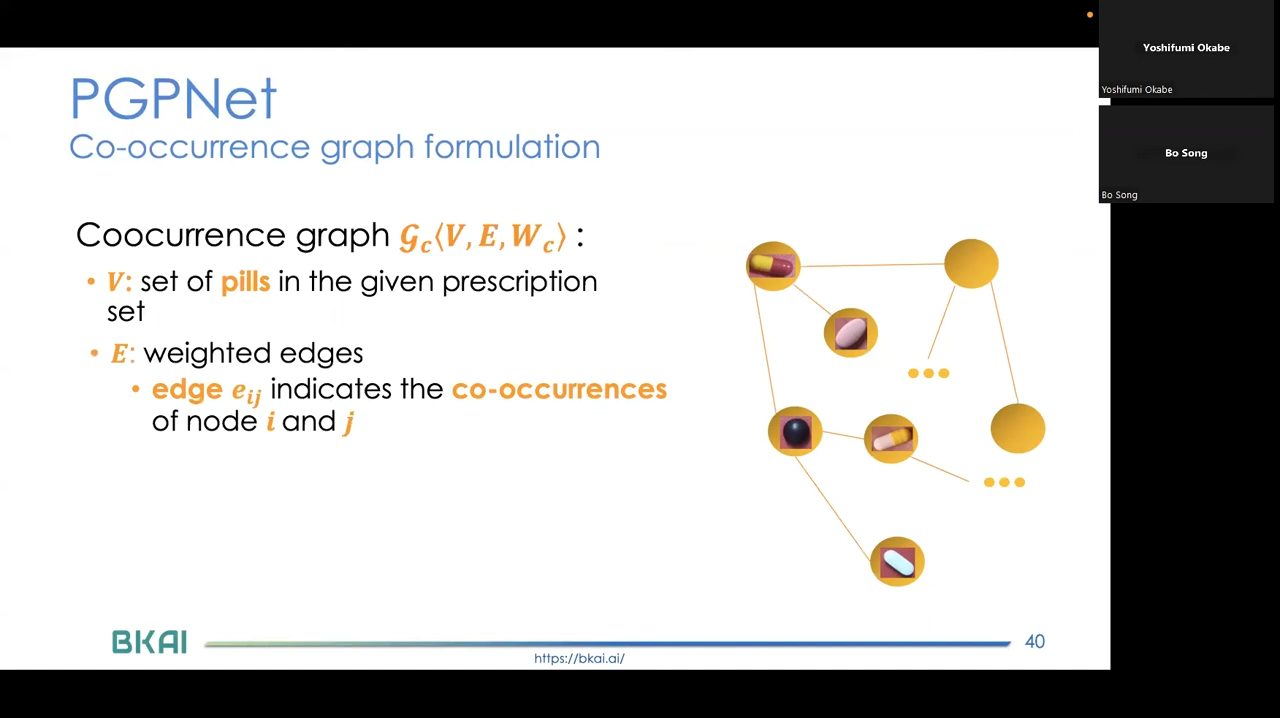 PGPNet
Co-occurrence graph formulation
Coocurrence graph 𝓖c⟨V, E, Wc⟩ :
• V: set of pills in the given prescription
set
• E: weighted edges
• edge eij indicates the co-occurrences
of node i and j
BKAI
https://bkai.ai/
40
Yoshifumi Okabe
Yoshifumi Okabe
Bo Song
Bo Song